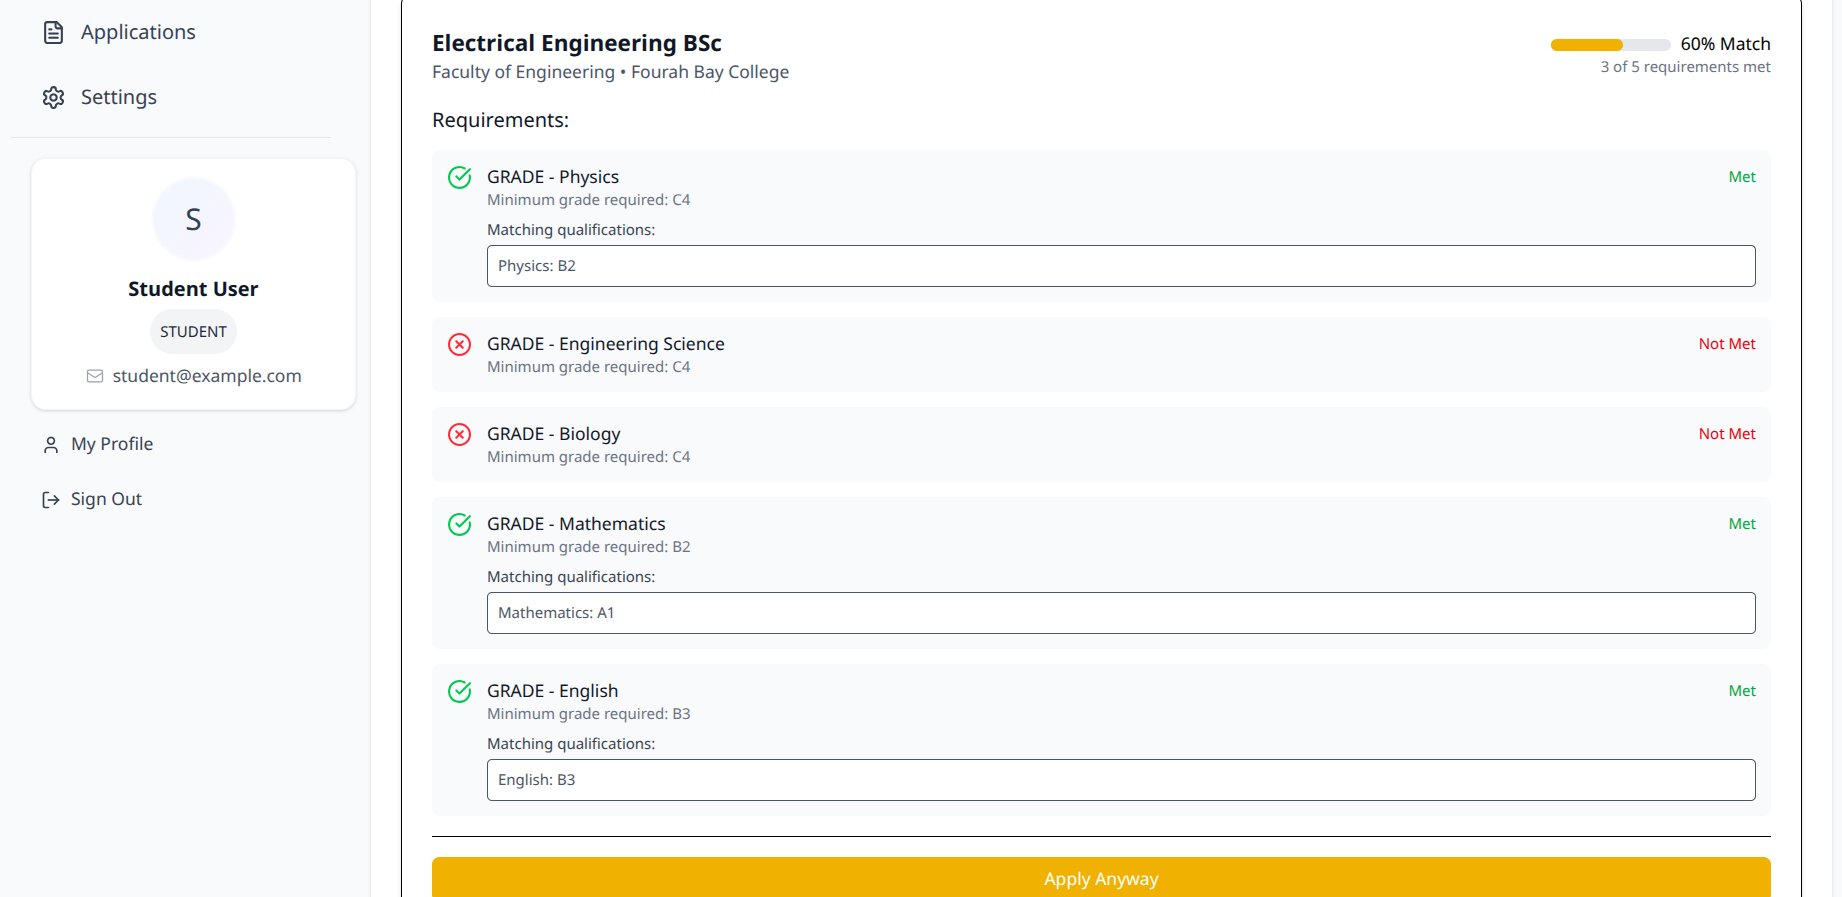 Applications
Settings
S
Student User
STUDENT
student@example.com
My Profile
Sign Out
Electrical Engineering BSc
Faculty of Engineering • Fourah Bay College
60% Match
3 of 5 requirements met
Requirements:
GRADE - Physics
Met
Minimum grade required: C4
Matching qualifications:
Physics: B2
GRADE - Engineering Science
Not Met
Minimum grade required: C4
GRADE - Biology
Not Met
Minimum grade required: C4
GRADE - Mathematics
Met
Minimum grade required: B2
Matching qualifications:
Mathematics: A1
GRADE - English
Met
Minimum grade required: B3
Matching qualifications:
English: B3
Apply Anyway